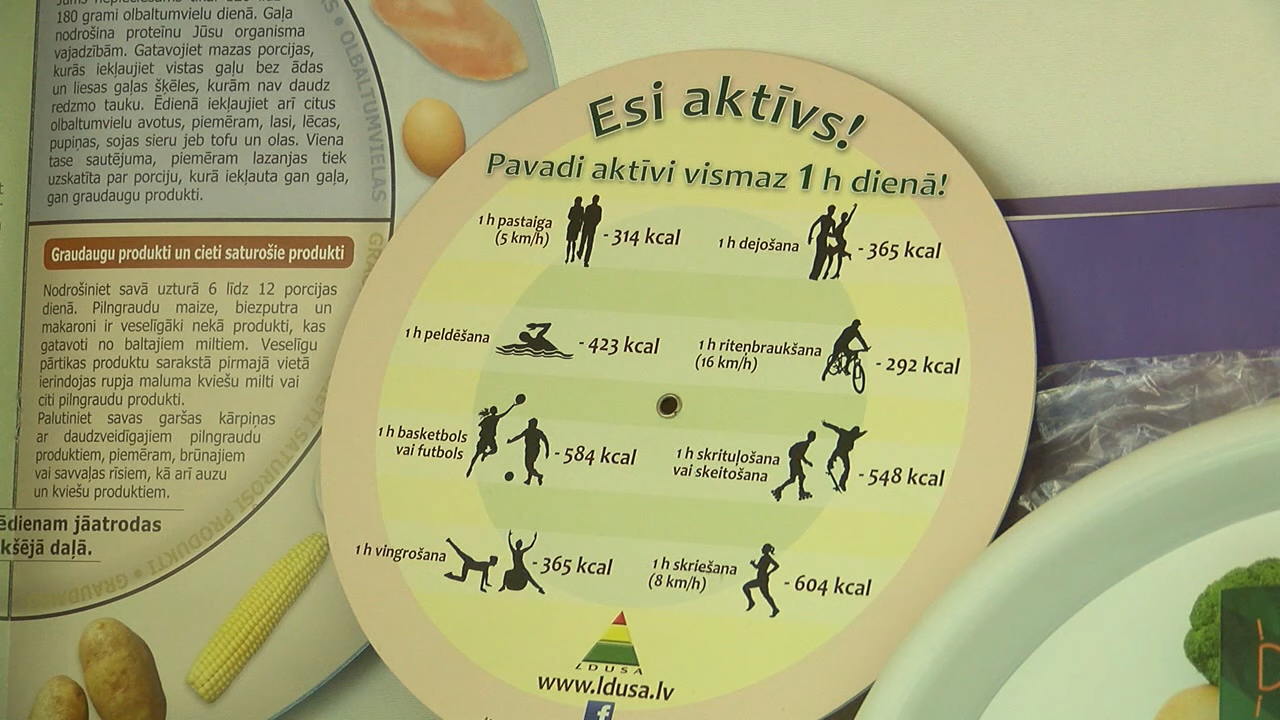 180 grami olbaltumvielu dienā. Gaļa
nodrošina proteīnu Jūsu organisma
vajadzībām. Gatavojiet mazas porcijas,
kurās iekļaujiet vistas gaļu bez ādas
un liesas gaļas šķēles, kurām nav daudz
redzmo tauku. Ēdienā iekļaujiet arī citus
olbaltumvielu avotus, piemēram, lasi, lēcas,
pupiņas, sojas sieru jeb tofu un olas. Viena
tase sautējuma, piemēram lazanjas tiek
uzskatīta par porciju, kurā iekļauta gan gaļa,
gan graudaugu produkti.
OLBALTUMVIELAS
Graudaugu produkti un cieti saturošie produkti
Nodrošiniet savā uzturā 6 līdz 12 porcijas
dienā. Pilngraudu maize, biezputra un
makaroni ir veselīgāki nekā produkti, kas
gatavoti no baltajiem miltiem. Veselīgu
pārtikas produktu sarakstā pirmajā vietā
ierindojas rupja maluma kviešu milti vai
citi pilngraudu produkti.
Palutiniet savas garšas kārpiņas
ar daudzveidīgajiem pilngraudu
produktiem, piemēram, brūnajiem
vai savvaļas rīsiem, kā arī auzu
un kviešu produktiem.
ēdienam jāatrodas
kšējā daļā.
Esi aktīvs!
Pavadi aktīvi vismaz 1 h dienā!
1 h pastaiga
(5 km/h)
- 314 kcal
1 h dejošana
- 365 kcal
1 h peldēšana
- 423 kcal
1 h riteņbraukšana
(16 km/h)
- 292 kcal
1 h basketbols
vai futbols
- 584 kcal
1 h skrituļošana
vai skeitošana
- 548 kcal
1 h vingrošana
- 365 kcal
1 h skriešana
(8 km/h)
- 604 kcal
LDUSA
www.ldusa.lv
f